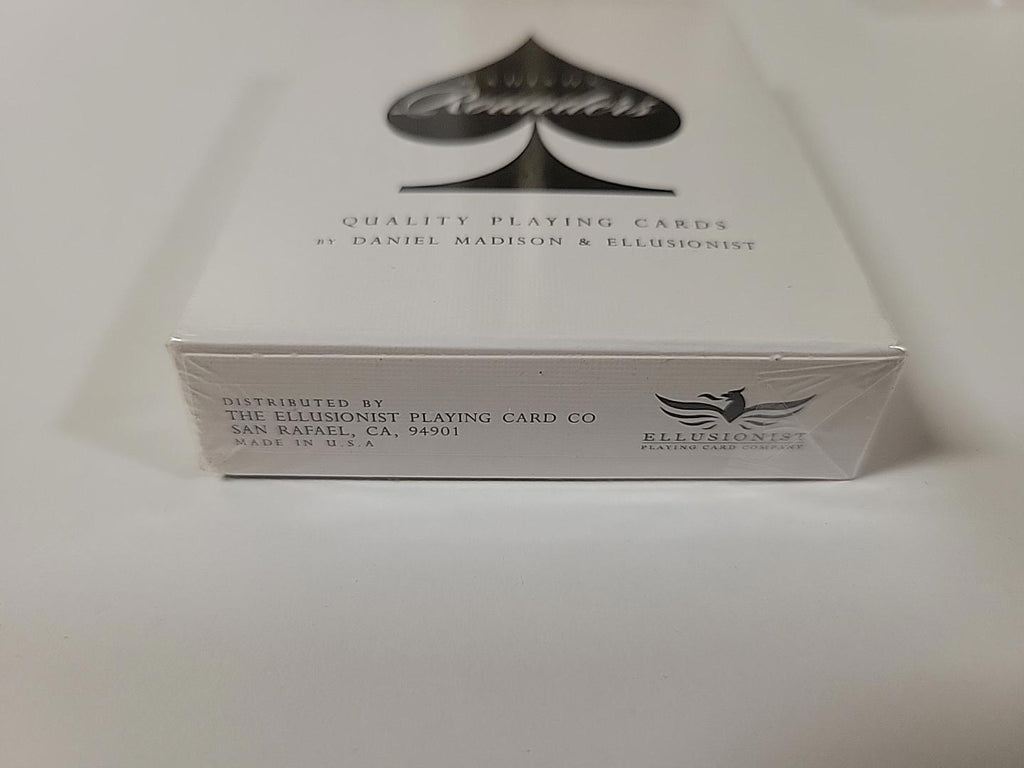 Rounders
QUALITY PLAYING CARDS
BY DANIEL MADISON & ELLUSIONIST
DISTRIBUTED BY
THE ELLUSIONIST PLAYING CARD CO
SAN RAFAEL, CA, 94901
MADE IN U.S.A
ELLUSIONIST
PLAYING CARD COMPANY